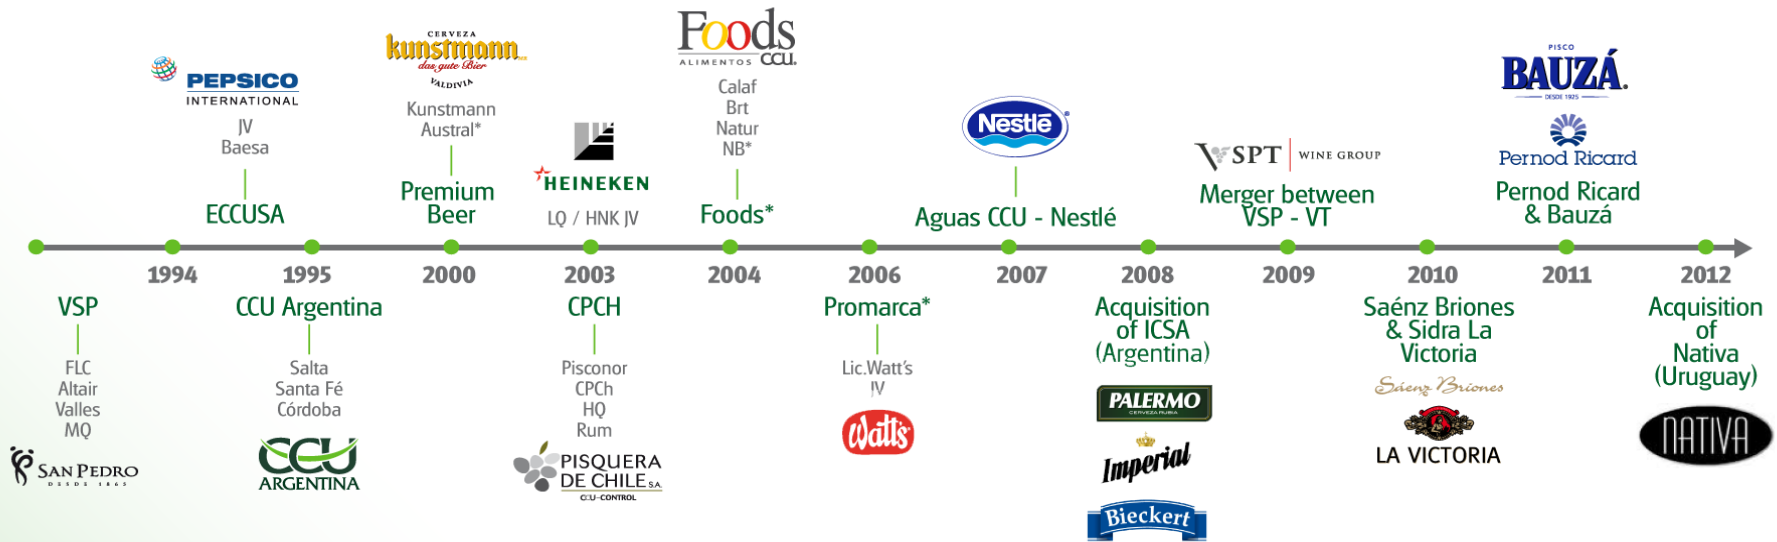 PEPSICO
INTERNATIONAL
JV
Baesa
ECCUSA
CERVEZA
kunstmann
das gute Bier
VALDIVIA
Kunstmann
Austral*
Premium
Beer
HEINEKEN
LQ / HNK JV
Foods
ALIMENTOS CCU.
Calaf
Brt
Natur
NB*
Foods*
Nestlé
Aguas CCU - Nestlé
VSPT WINE GROUP
Merger between
VSP - VT
PISCO
BAUZÁ.
DESDE 1925
Pernod Ricard
Pernod Ricard
& Bauzá
1994
1995
2000
2003
2004
2006
2007
2008
2009
2010
2011
2012
VSP
FLC
Altair
Valles
MQ
SAN PEDRO
DESDE 1865
CCU Argentina
Salta
Santa Fé
Córdoba
CCU
ARGENTINA
CPCH
Pisconor
CPCh
HQ
Rum
PISQUERA
DE CHILE S.A.
CCU-CONTROL
Promarca*
Lic.Watt's
JV
Watt's
Acquisition
of ICSA
(Argentina)
PALERMO
CERVEZA RUBIA
Imperial
Bieckert
Saénz Briones
& Sidra La
Victoria
Sáenz Briones
LA VICTORIA
Acquisition
of
Nativa
(Uruguay)
NATIVA